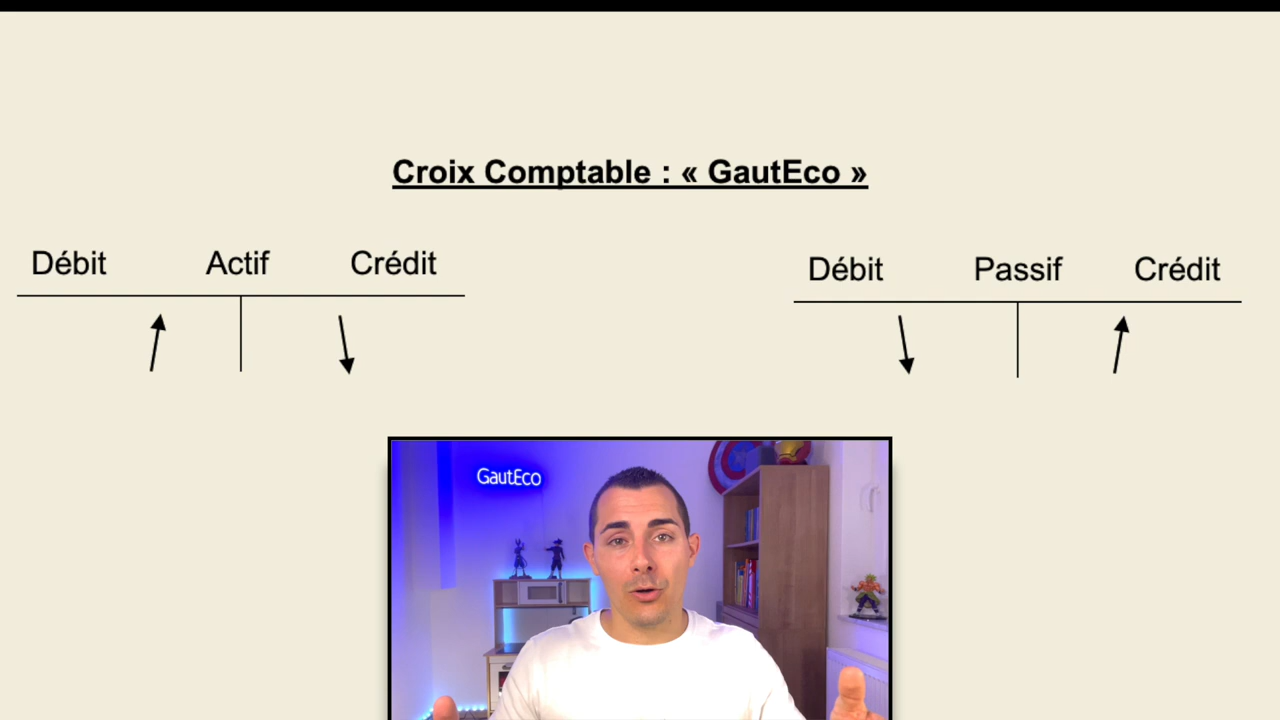 Croix Comptable : « GautEco »
Débit Actif Crédit
Débit Passif Crédit
GautEco